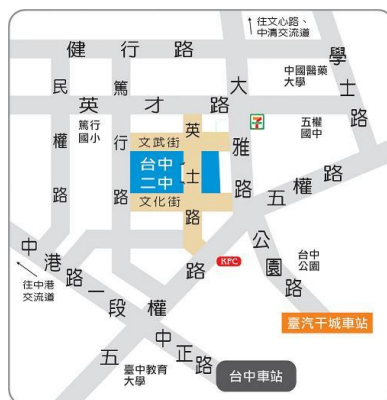 往文心路、
中清交流道
健行路
大雅路
學士路
中國醫藥
大學
民權路
篤行路
英才路
篤行
國小
文武街
英士路
五權
國中
台中
二中
文化街
五權路
中港路一段
往中港
交流道
KFC
公園路
台中
公園
臺汽干城車站
中正路
臺中教育
大學
台中車站